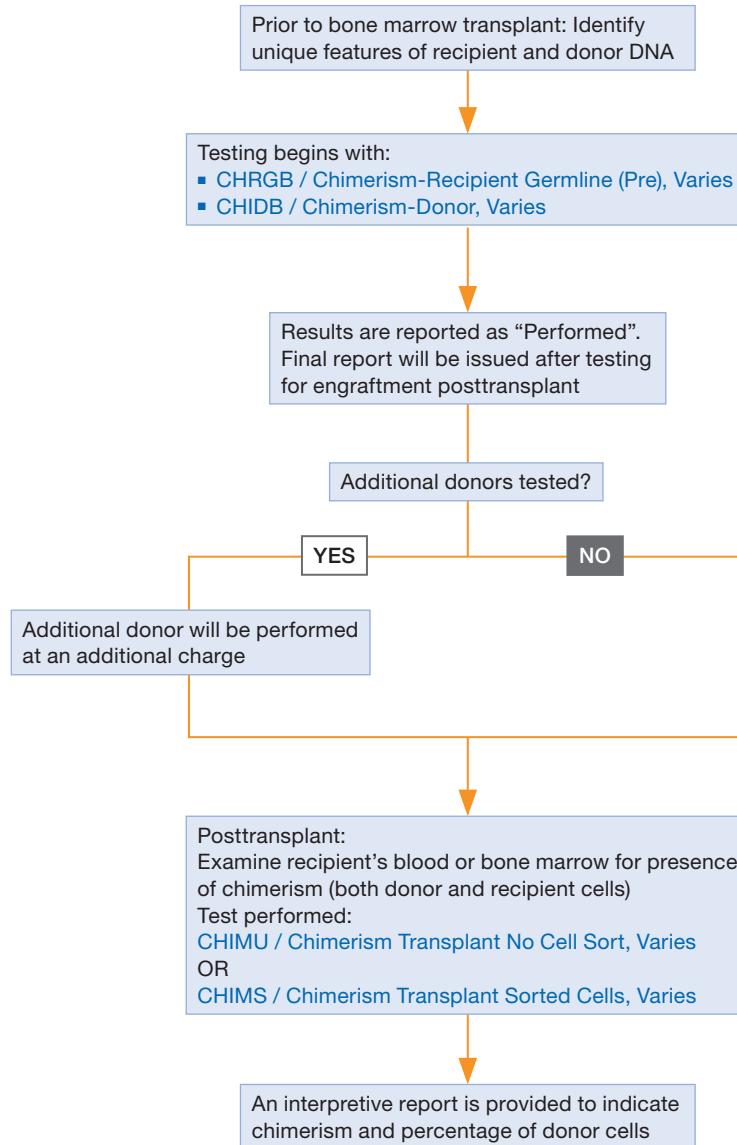 Prior to bone marrow transplant: Identify
unique features of recipient and donor DNA
Testing begins with:
▪ CHRGB / Chimerism-Recipient Germline (Pre), Varies
▪ CHIDB / Chimerism-Donor, Varies
Results are reported as “Performed”.
Final report will be issued after testing
for engraftment posttransplant
Additional donors tested?
YES
NO
Additional donor will be performed
at an additional charge
Posttransplant:
Examine recipient’s blood or bone marrow for presence
of chimerism (both donor and recipient cells)
Test performed:
CHIMU / Chimerism Transplant No Cell Sort, Varies
OR
CHIMS / Chimerism Transplant Sorted Cells, Varies
An interpretive report is provided to indicate
chimerism and percentage of donor cells